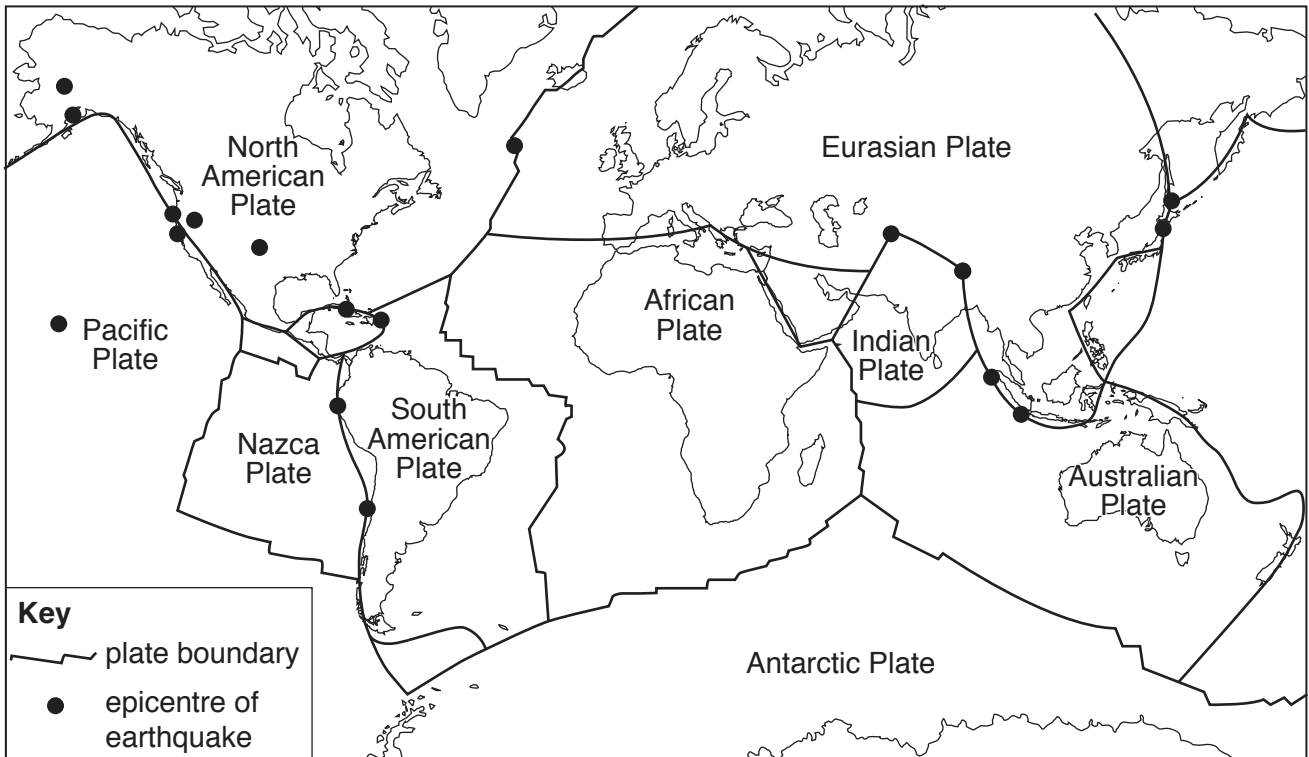 North
American
Plate
Eurasian Plate
Pacific
Plate
African
Plate
Indian
Plate
Nazca
Plate
South
American
Plate
Australian
Plate
Antarctic Plate
Key
plate boundary
epicentre of
earthquake